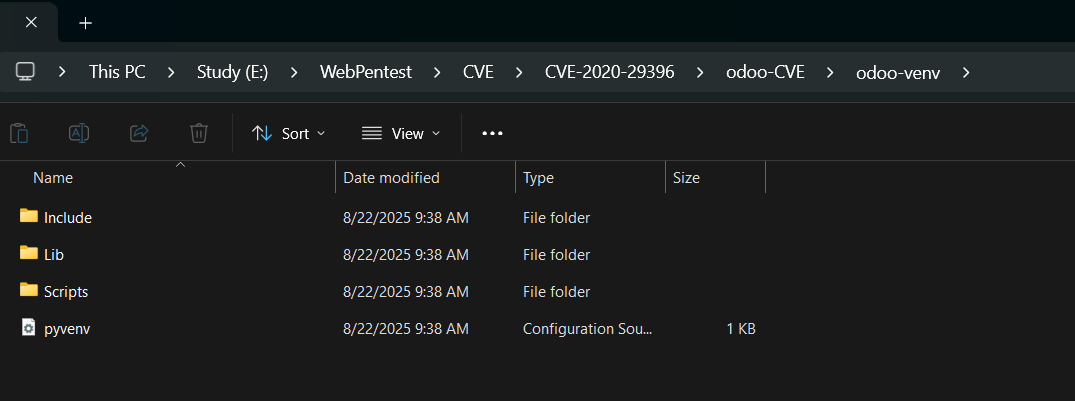 This PC > Study (E:) > WebPentest > CVE > CVE-2020-29396 > odoo-CVE > odoo-venv >
Sort View
Name Date modified Type Size
Include 8/22/2025 9:38 AM File folder
Lib 8/22/2025 9:38 AM File folder
Scripts 8/22/2025 9:38 AM File folder
pyvenv 8/22/2025 9:38 AM Configuration Sou... 1 KB